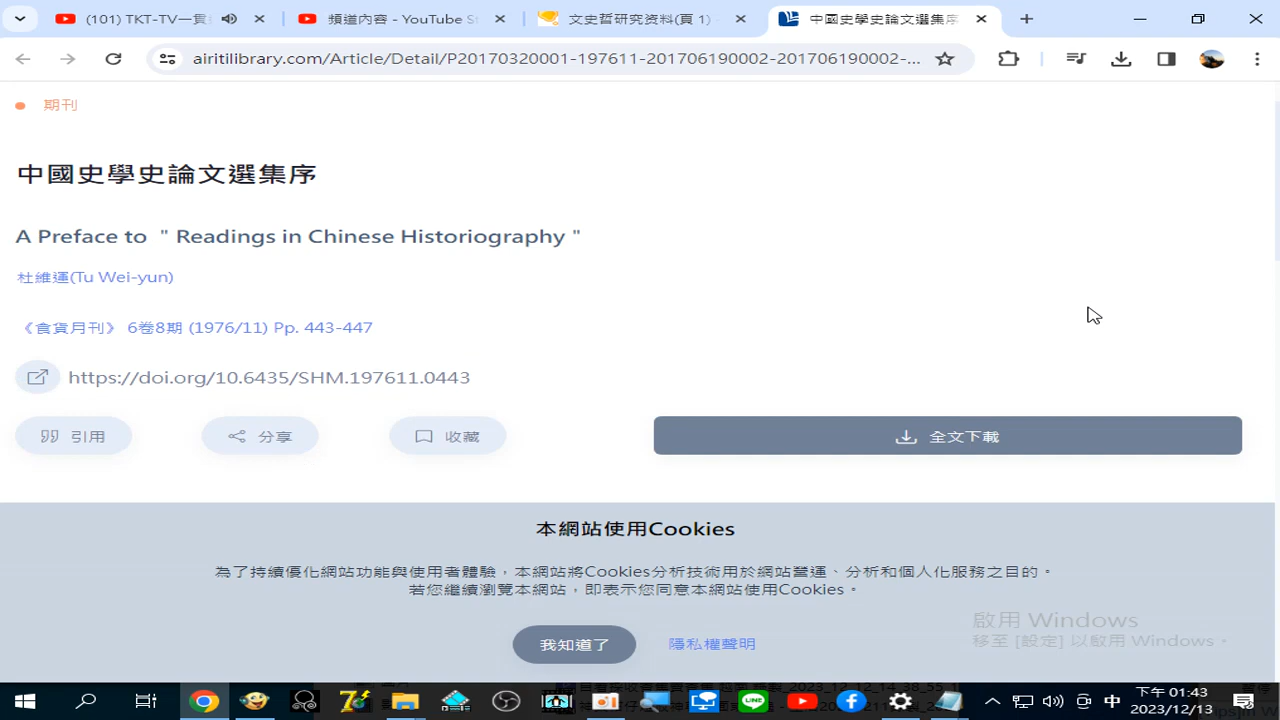 (101) TKT-TV一貫
頻道內容 - YouTube S
文史哲研究资料(頁 1)
中國史學史論文選集序
airitilibrary.com/Article/Detail/P20170320001-197611-201706190002-201706190002-...
期刊
中國史學史論文選集序
A Preface to " Readings in Chinese Historiography "
杜維運(Tu Wei-yun)
《食貨月刊》 6卷8期 (1976/11) Pp. 443-447
https://doi.org/10.6435/SHM.197611.0443
引用
分享
收藏
全文下載
本網站使用Cookies
為了持續優化網站功能與使用者體驗，本網站將Cookies分析技術用於網站營運、分析和個人化服務之目的。
若您繼續瀏覽本網站，即表示您同意本網站使用Cookies。
我知道了
隱私權聲明
啟用 Windows
移至 [設定] 以啟用 Windows。
中
下午 01:43
2023/12/13